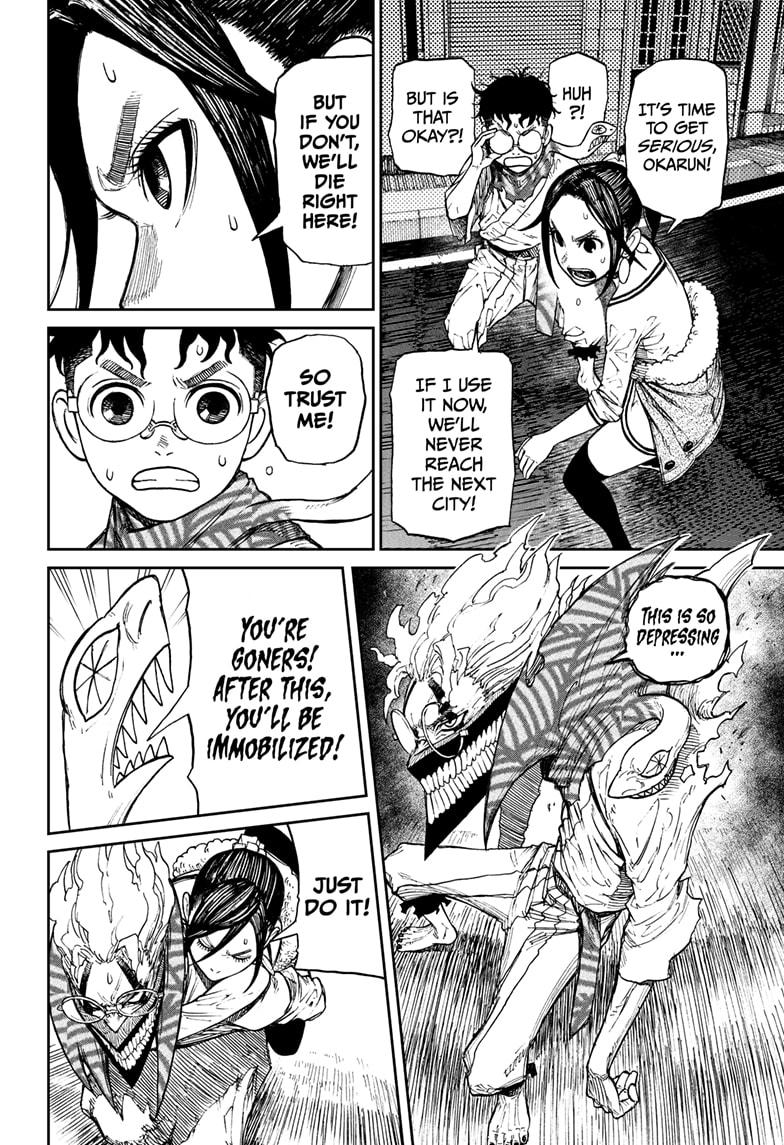 IT'S TIME
TO GET
SERIOUS,
OKARUN!
HUH
?!
BUT IS
THAT
OKAY?!
IF I USE
IT NOW,
WE'LL
NEVER
REACH
THE NEXT
CITY!
BUT
IF YOU
DON'T,
WE'LL
DIE
RIGHT
HERE!
SO
TRUST
ME!
THIS IS SO
DEPRESSING
...
YOU'RE
GONERS!
AFTER THIS,
YOU'LL BE
IMMOBILIZED!
JUST
DO IT!